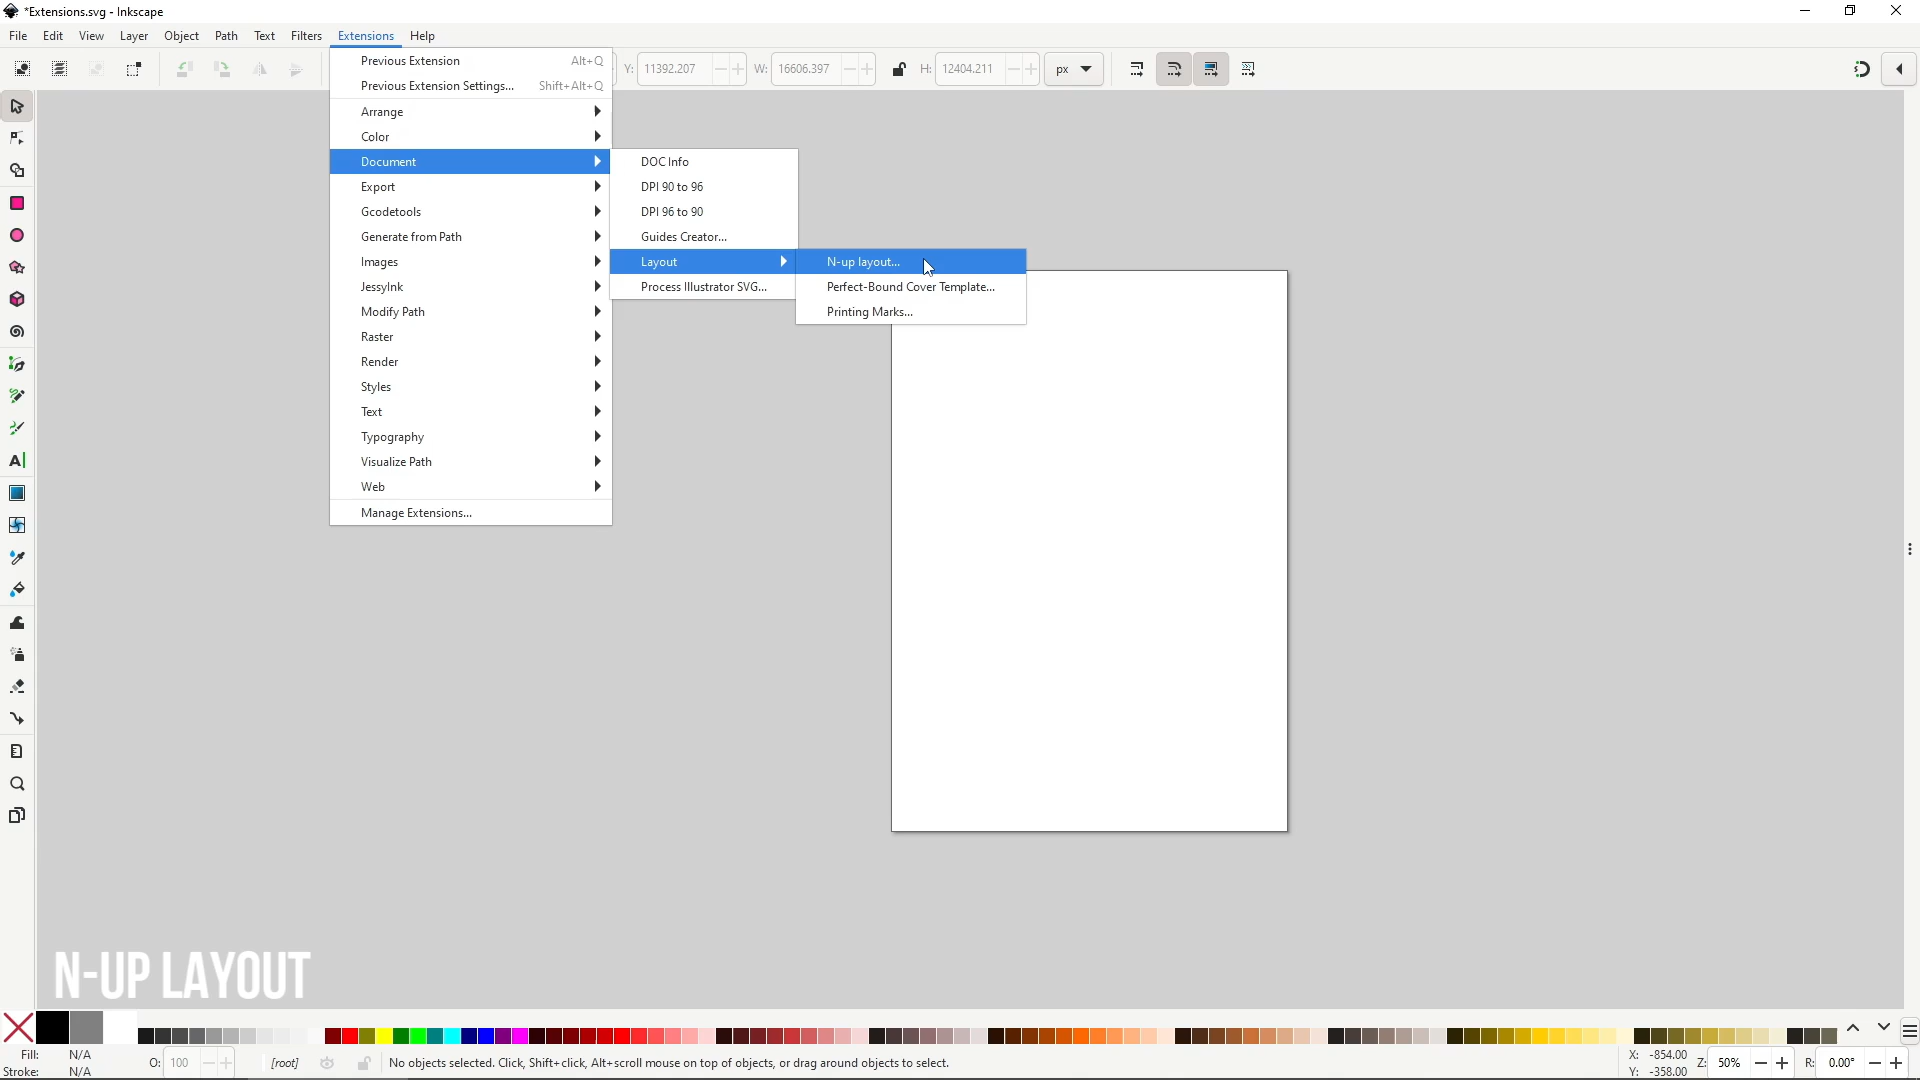 *Extensions.svg - Inkscape
File Edit View Layer Object Path Text Filters Extensions Help
Y: 11392.207 W: 16606.397 H: 12404.211 px
Previous Extension Alt+Q
Previous Extension Settings... Shift+Alt+Q
Arrange
Color
Document
Export
Gcodetools
Generate from Path
Images
JessyInk
Modify Path
Raster
Render
Styles
Text
Typography
Visualize Path
Web
Manage Extensions...
DOC Info
DPI 90 to 96
DPI 96 to 90
Guides Creator...
Layout
Process Illustrator SVG...
N-up layout...
Perfect-Bound Cover Template...
Printing Marks...
N-UP LAYOUT
Fill: N/A
Stroke: N/A
O: 100
[root]
No objects selected. Click, Shift+click, Alt+scroll mouse on top of objects, or drag around objects to select.
X: -854.00
Y: -358.00
Z: 50%
R: 0.00°